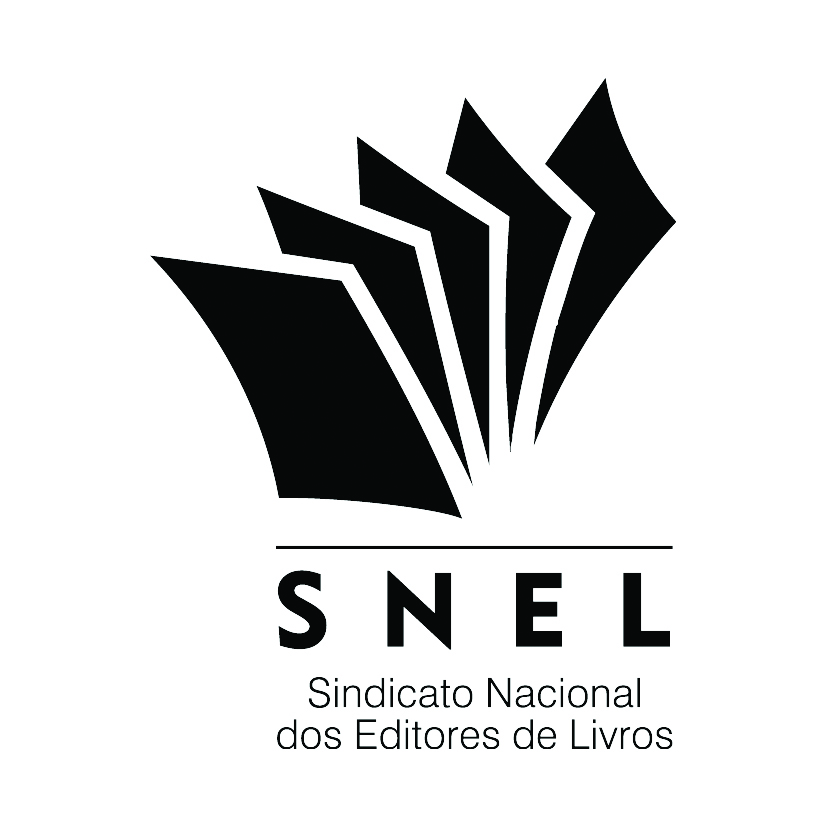 SNEL
Sindicato Nacional
dos Editores de Livros